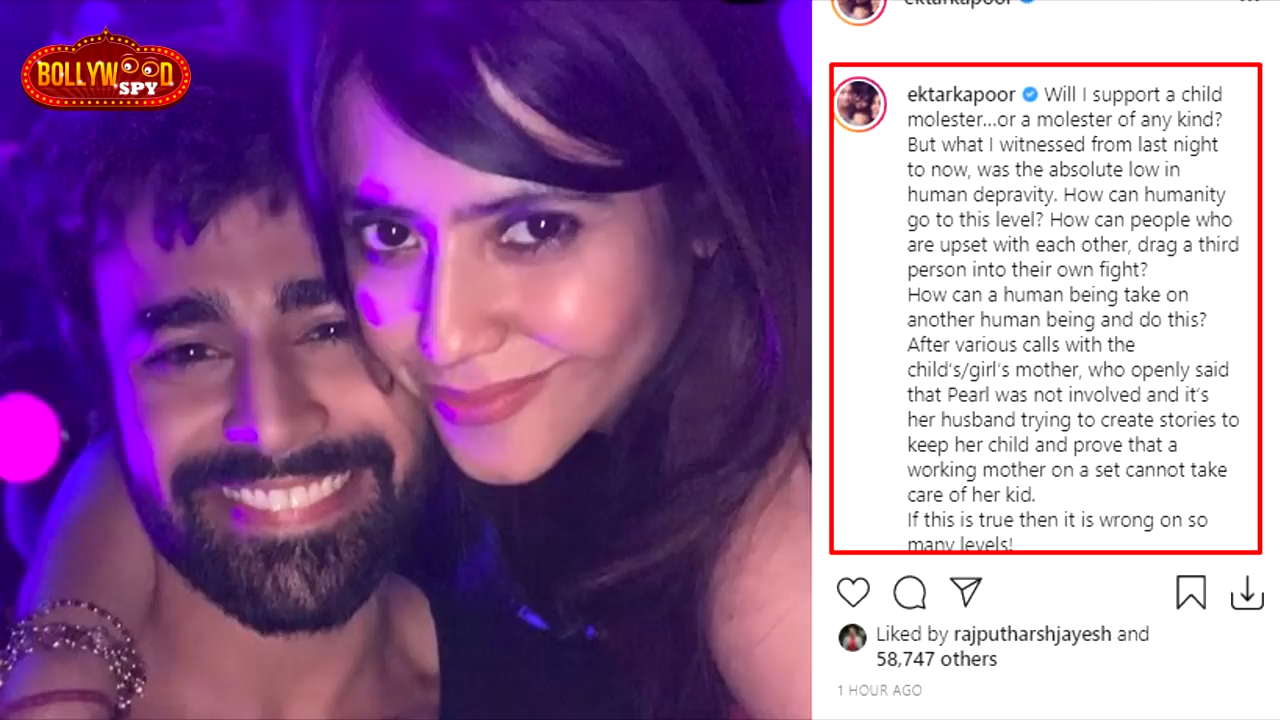 BOLLYWOOD
SPY
ektarkapoor
ektarkapoor Will I support a child
molester...or a molester of any kind?
But what I witnessed from last night
to now, was the absolute low in
human depravity. How can humanity
go to this level? How can people who
are upset with each other, drag a third
person into their own fight?
How can a human being take on
another human being and do this?
After various calls with the
child's/girl's mother, who openly said
that Pearl was not involved and it's
her husband trying to create stories to
keep her child and prove that a
working mother on a set cannot take
care of her kid.
If this is true then it is wrong on so
many levels!
Liked by rajputharshjayesh and
58,747 others
1 HOUR AGO